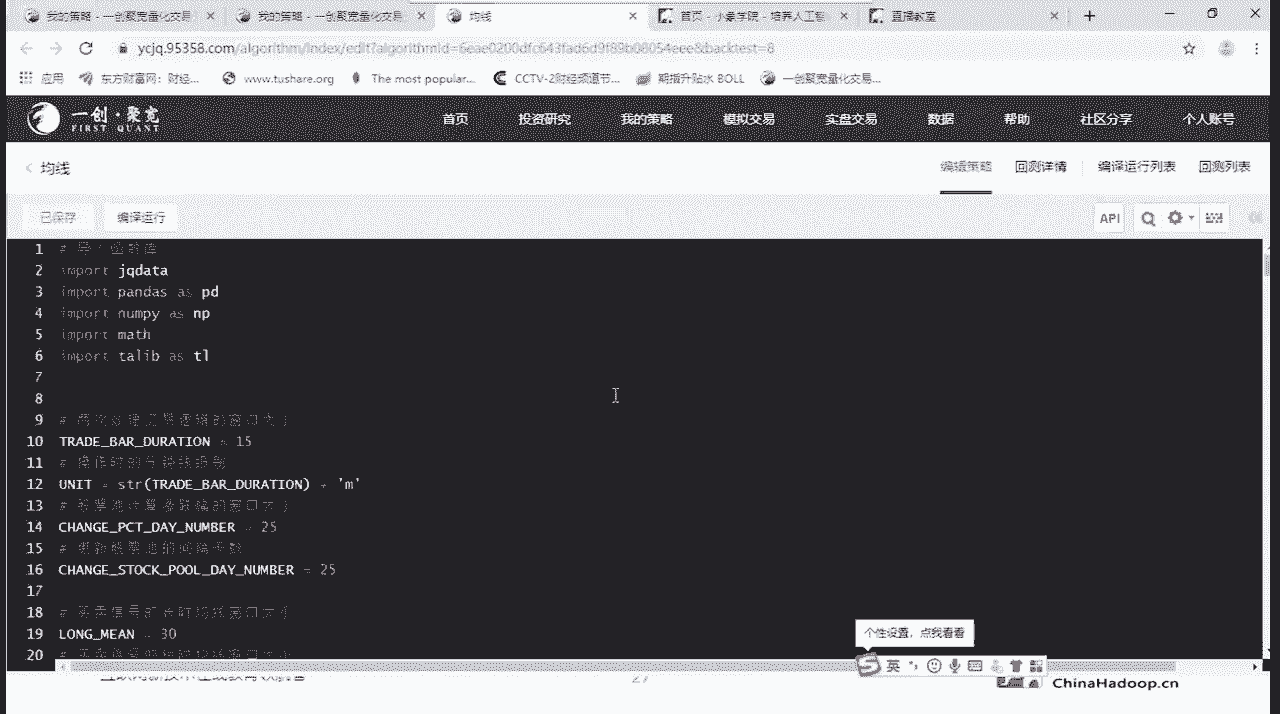 我的策略 - 一创聚宽量化交易
我的策略 - 一创聚宽量化交易
均线
首页 - 小象学院 - 培养人工智
直播教室
ycjq.95358.com/algorithm/index/edit?algorithmId=6eae0200dfc643fad6d9f89b08054eee&backtest=8
应用
东方财富网：财经...
www.tushare.org
The most popular...
CCTV-2财经频道节...
期指升贴水 BOLL
一创聚宽量化交易...
一创·聚宽
FIRST QUANT
首页
投资研究
我的策略
模拟交易
实盘交易
数据
帮助
社区分享
个人账号
均线
编辑策略
回测详情
编译运行列表
回测列表
已保存
编译运行
API
1
2 import jqdata
3 import pandas as pd
4 import numpy as np
5 import math
6 import talib as tl
7
8
9
10 TRADE_BAR_DURATION = 15
11
12 UNIT = str(TRADE_BAR_DURATION) + 'm'
13
14 CHANGE_PCT_DAY_NUMBER = 25
15
16 CHANGE_STOCK_POOL_DAY_NUMBER = 25
17
18
19 LONG_MEAN = 30
20
个性设置，点我看看
英
27
ChinaHadoop.cn